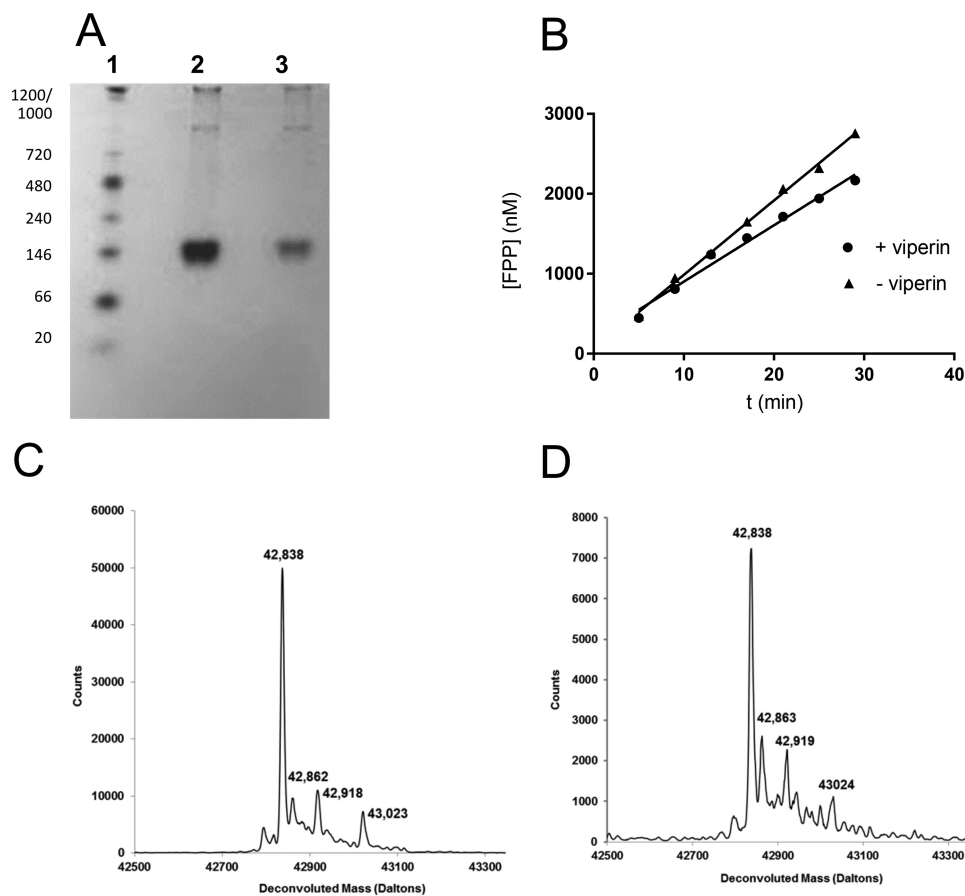 A
1 2 3
1200/
1000
720
480
240
146
66
20
B
[FPP] (nM)
3000
2000
1000
0
0 10 20 30 40
t (min)
+ viperin
- viperin
C
Counts
60000
50000
40000
30000
20000
10000
0
42,838
42,862
42,918
43,023
42500 42700 42900 43100 43300
Deconvoluted Mass (Daltons)
D
Counts
8000
7000
6000
5000
4000
3000
2000
1000
0
42,838
42,863
42,919
43024
42500 42700 42900 43100 43300
Deconvoluted Mass (Daltons)